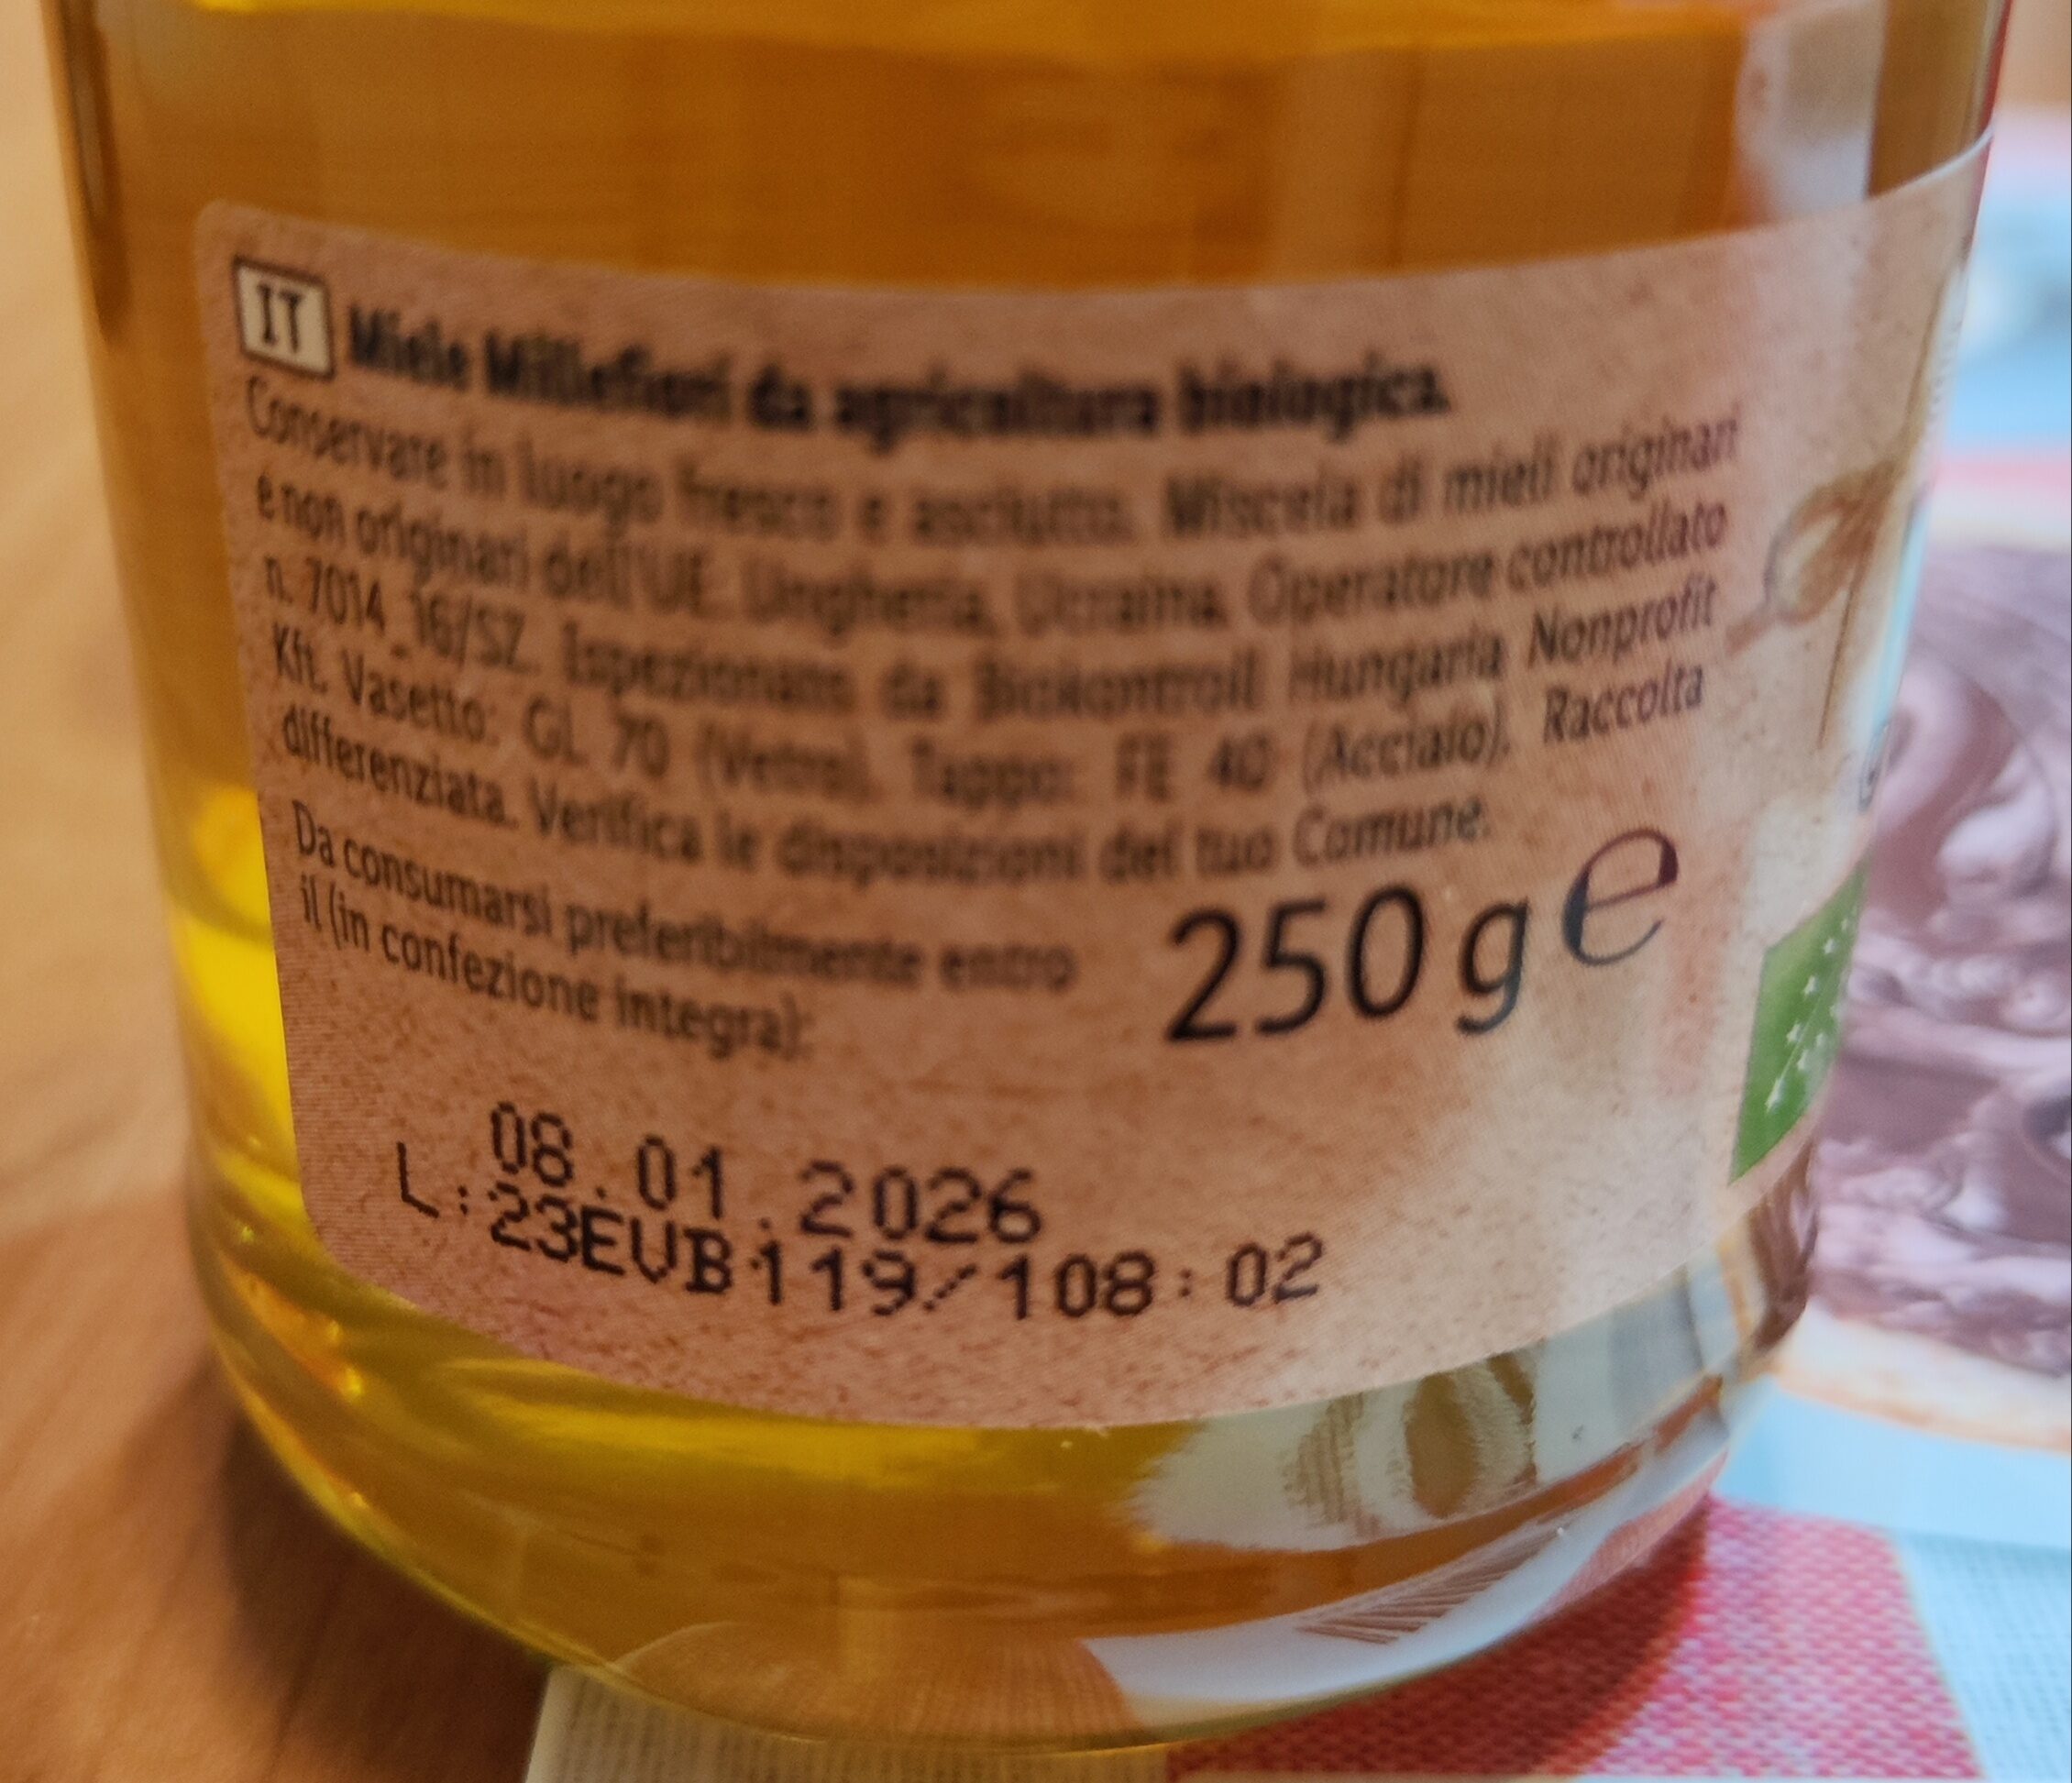 IT Miele Millefiori da agricoltura biologica.
Conservare in luogo fresco e asciutto. Miscela di mieli originari
e non originari dell'UE. Ungheria, Ucraina. Operatore controllato
n. 7014_16/SZ. Ispezionato da Biokontroll Hungaria Nonprofit
Kft. Vasetto: GL 70 (Vetro). Tappo: FE 40 (Acciaio). Raccolta
differenziata. Verifica le disposizioni del tuo Comune.
Da consumarsi preferibilmente entro
il (in confezione integra):
250 g e
08.01.2026
L:23EVB119/108:02